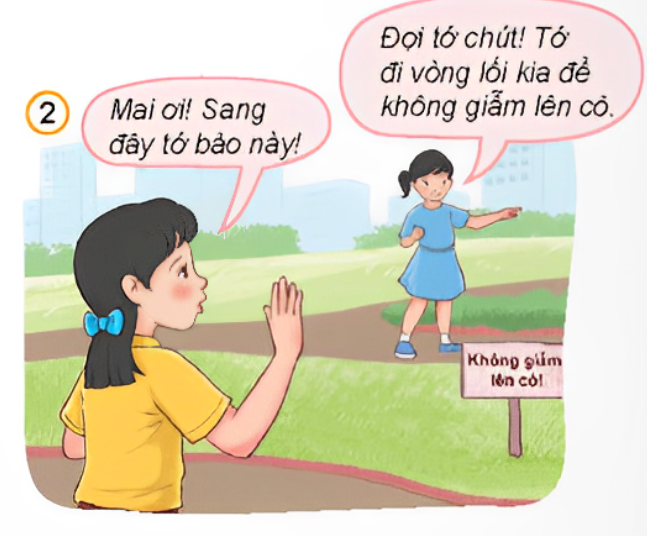 Đợi tớ chút! Tớ
đi vòng lối kia để
không giẫm lên cỏ.
2
Mai ơi! Sang
đây tớ bảo này!
Không giẫm
lên cỏ!